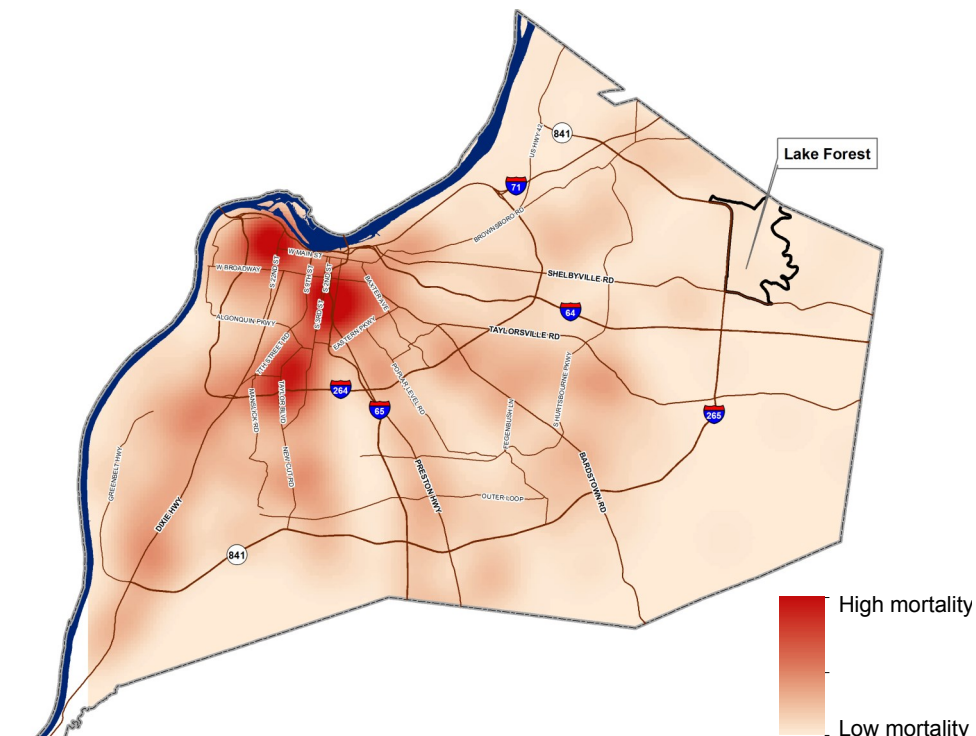 841
US HWY 42
Lake Forest
71
BROWNSBORO RD
W MAIN ST
W BROADWAY
S 22ND ST
S 9TH ST
S 2ND ST
SHELBYVILLE RD
BAXTER AVE
S 3RD ST
64
ALGONQUIN PKWY
EASTERN PKWY
TAYLORSVILLE RD
7TH STREET RD
264
POPLAR LEVEL RD
S HURTSBOURNE PKWY
TAYLOR BLVD
MANSLICK RD
65
265
FEGENBUSH LN
GREENBELT HWY
NEW CUT RD
PRESTON HWY
BARDSTOWN RD
OUTER LOOP
DIXIE HWY
841
High mortality
Low mortality